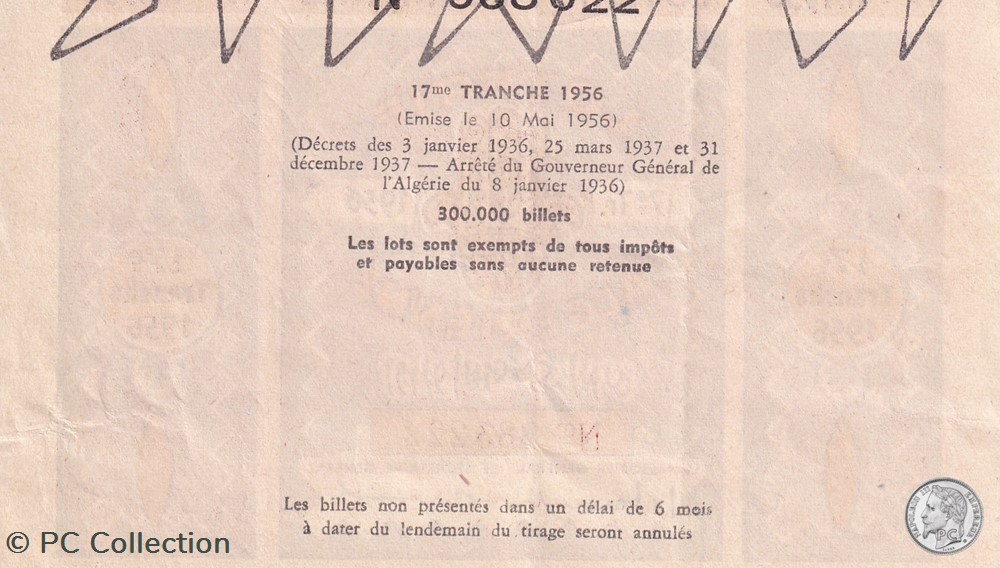 17me TRANCHE 1956
(Emise le 10 Mai 1956)
(Décrets des 3 janvier 1936, 25 mars 1937 et 31
décembre 1937 — Arrêté du Gouverneur Général de
l'Algérie du 8 janvier 1936)
300.000 billets
Les lots sont exempts de tous impôts
et payables sans aucune retenue
Les billets non présentés dans un délai de 6 mois
à dater du lendemain du tirage seront annulés
© PC Collection
PC